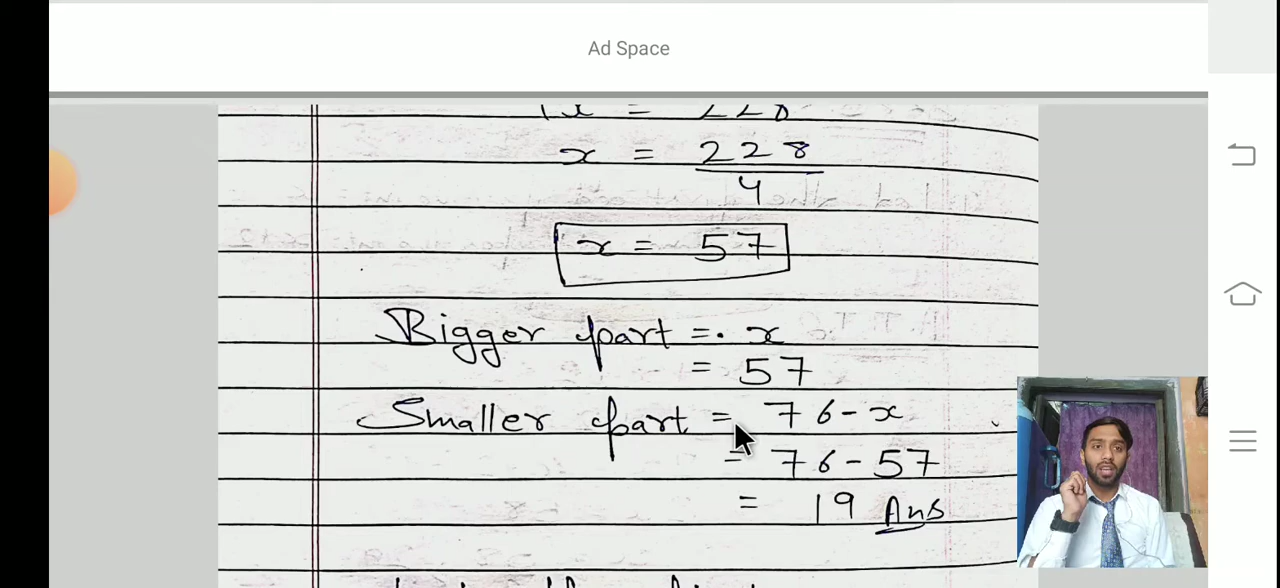 Ad Space
x = 228
4
x = 57
Bigger part = x
= 57
Smaller part = 76 - x
= 76 - 57
= 19 Ans